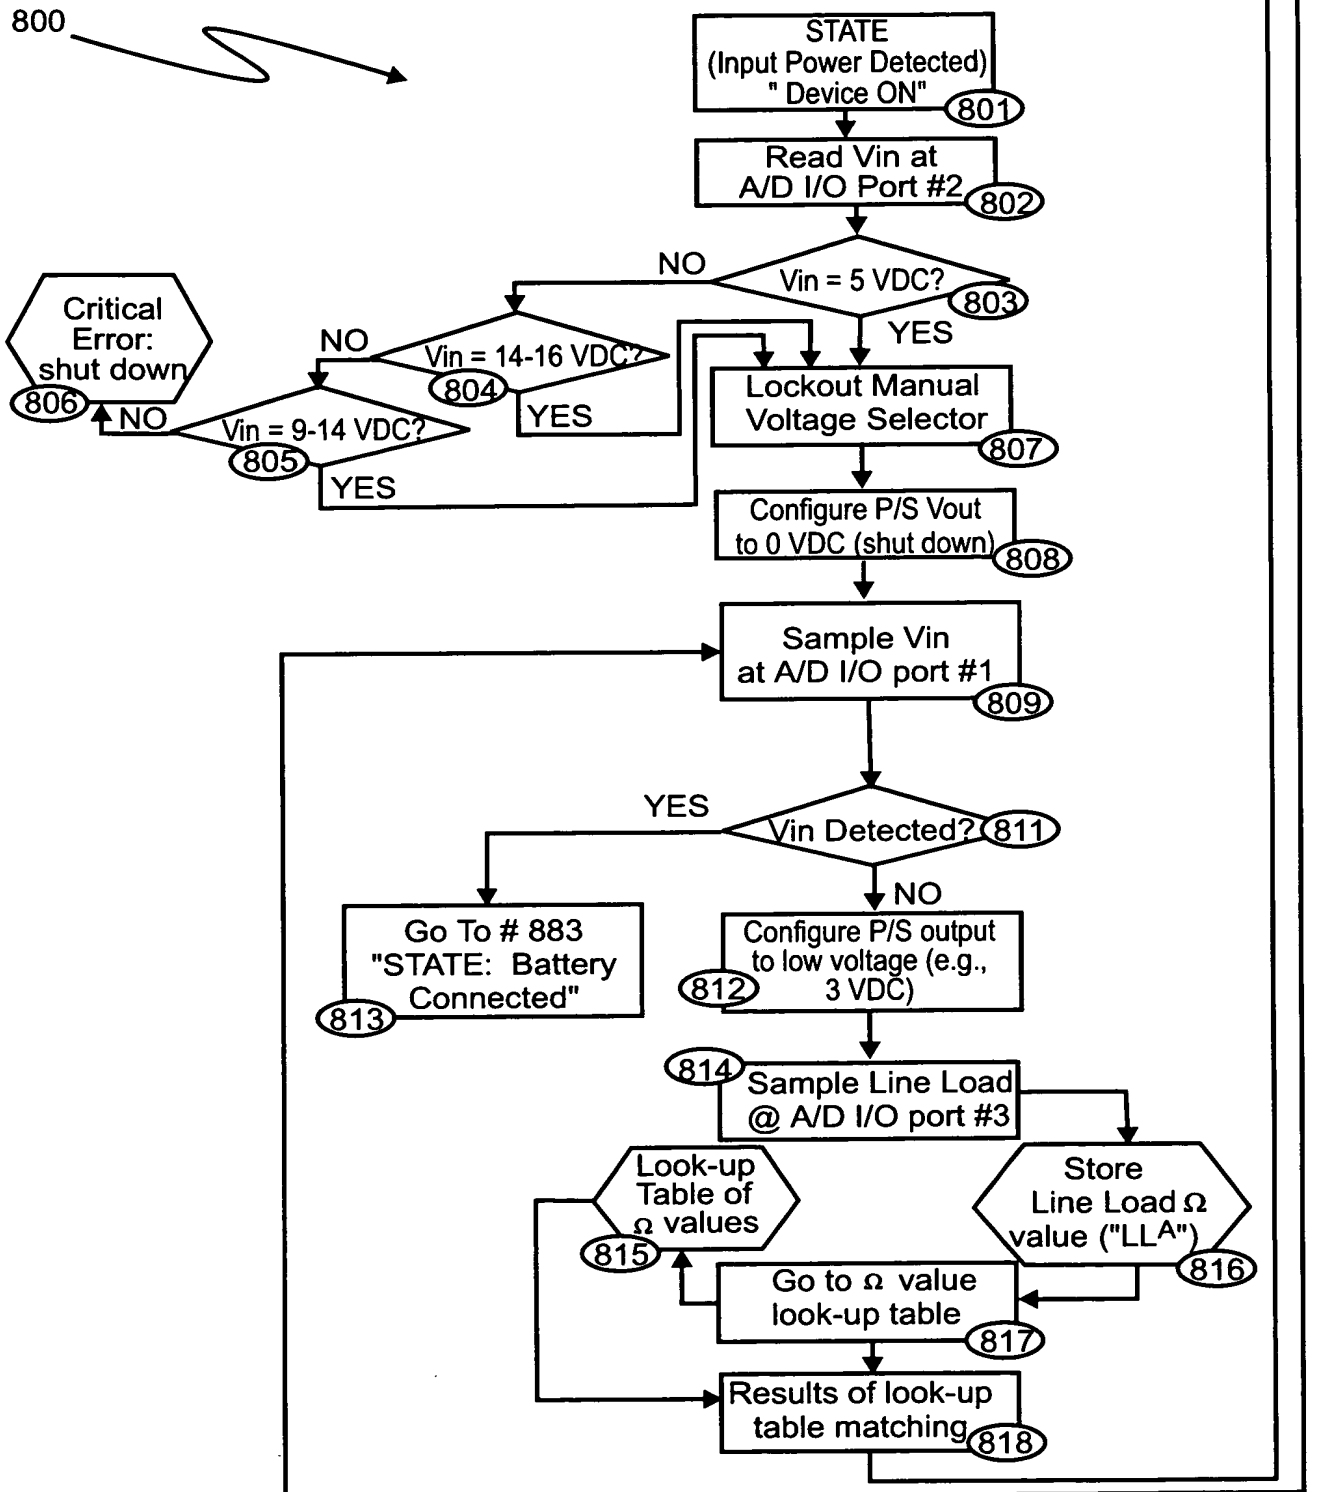 800
STATE
(Input Power Detected)
" Device ON"
801
Read Vin at
A/D I/O Port #2
802
NO
Vin = 5 VDC?
803
YES
Critical
Error:
shut down
806
NO
Vin = 14-16 VDC?
804
YES
NO
Vin = 9-14 VDC?
805
YES
Lockout Manual
Voltage Selector
807
Configure P/S Vout
to 0 VDC (shut down)
808
Sample Vin
at A/D I/O port #1
809
YES
Vin Detected?
811
NO
Go To # 883
"STATE: Battery
Connected"
813
Configure P/S output
to low voltage (e.g.,
3 VDC)
812
814
Sample Line Load
@ A/D I/O port #3
Look-up
Table of
Ω values
815
Store
Line Load Ω
value ("LLA")
816
Go to Ω value
look-up table
817
Results of look-up
table matching
818